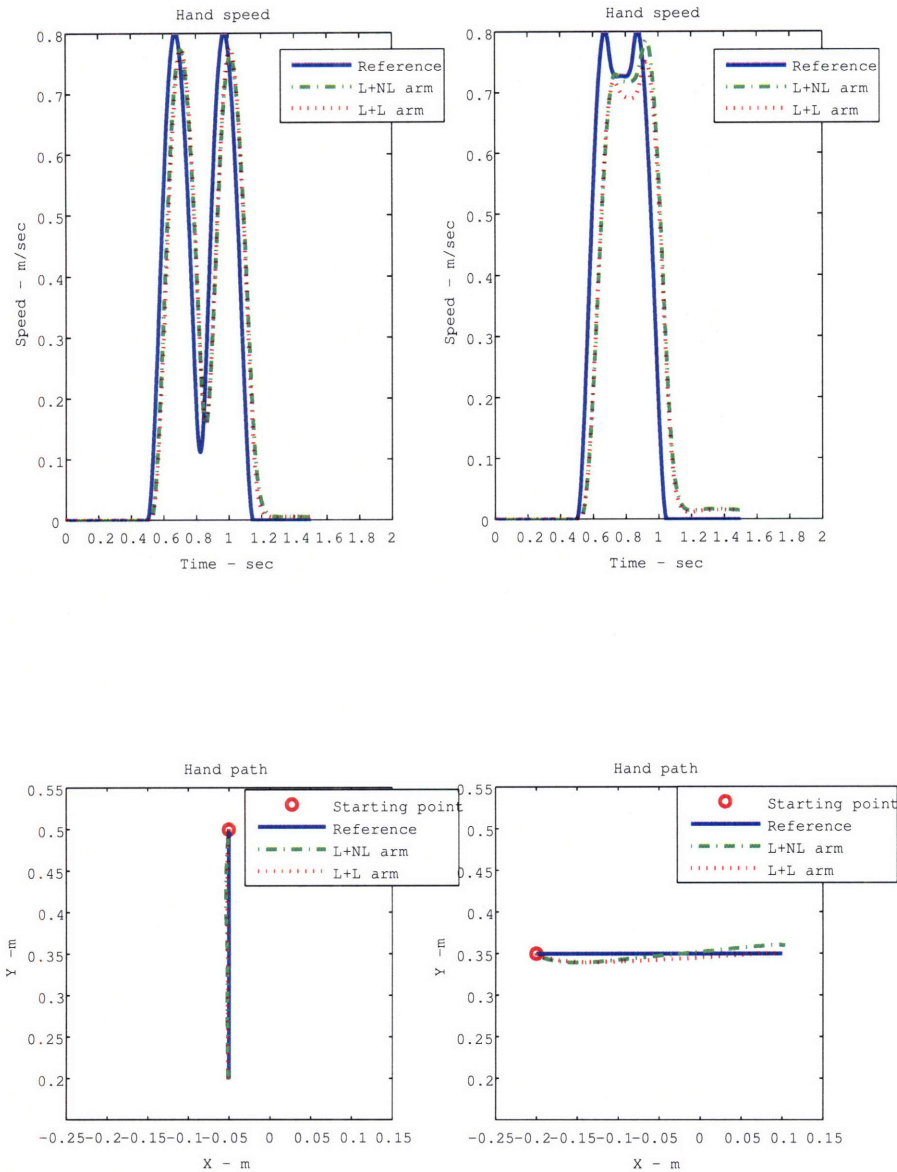 Hand speed
0.8
0.7
0.6
0.5
0.4
0.3
0.2
0.1
0
Speed - m/sec
Reference
L+NL arm
L+L arm
0 0.2 0.4 0.6 0.8 1 1.2 1.4 1.6 1.8 2
Time - sec
Hand speed
0.8
0.7
0.6
0.5
0.4
0.3
0.2
0.1
0
Speed - m/sec
Reference
L+NL arm
L+L arm
0 0.2 0.4 0.6 0.8 1 1.2 1.4 1.6 1.8 2
Time - sec
Hand path
0.55
0.5
0.45
0.4
0.35
0.3
0.25
0.2
Y -m
Starting point
Reference
L+NL arm
L+L arm
-0.25 -0.2 -0.15 -0.1 -0.05 0 0.05 0.1 0.15
X - m
Hand path
0.55
0.5
0.45
0.4
0.35
0.3
0.25
0.2
Y -m
Starting point
Reference
L+NL arm
L+L arm
-0.25 -0.2 -0.15 -0.1 -0.05 0 0.05 0.1 0.15
X - m